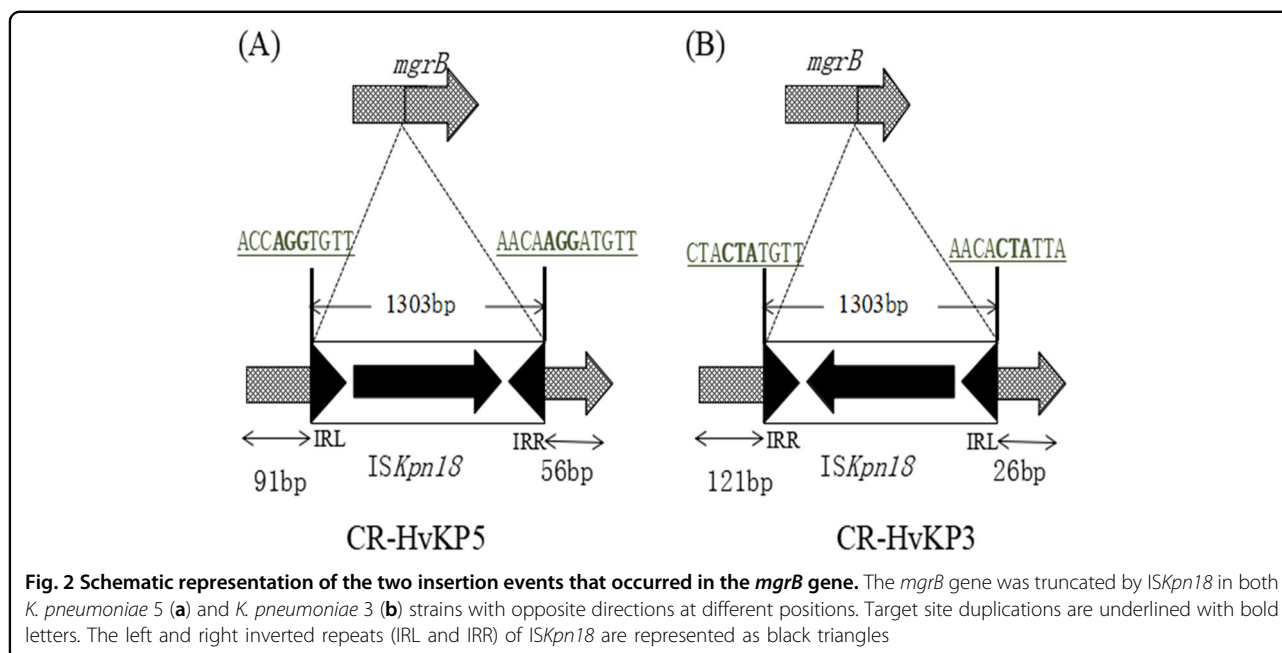 (A)
(B)
mgrB
mgrB
ACCAGGTGTT
AACAAGGATGTT
CTACTATGTT
AACACTATTA
1303bp
1303bp
IRL
IRR
IRR
IRL
91bp
ISKpn18
56bp
121bp
ISKpn18
26bp
CR-HvKP5
CR-HvKP3
Fig. 2 Schematic representation of the two insertion events that occurred in the mgrB gene. The mgrB gene was truncated by ISKpn18 in both
K. pneumoniae 5 (a) and K. pneumoniae 3 (b) strains with opposite directions at different positions. Target site duplications are underlined with bold
letters. The left and right inverted repeats (IRL and IRR) of ISKpn18 are represented as black triangles